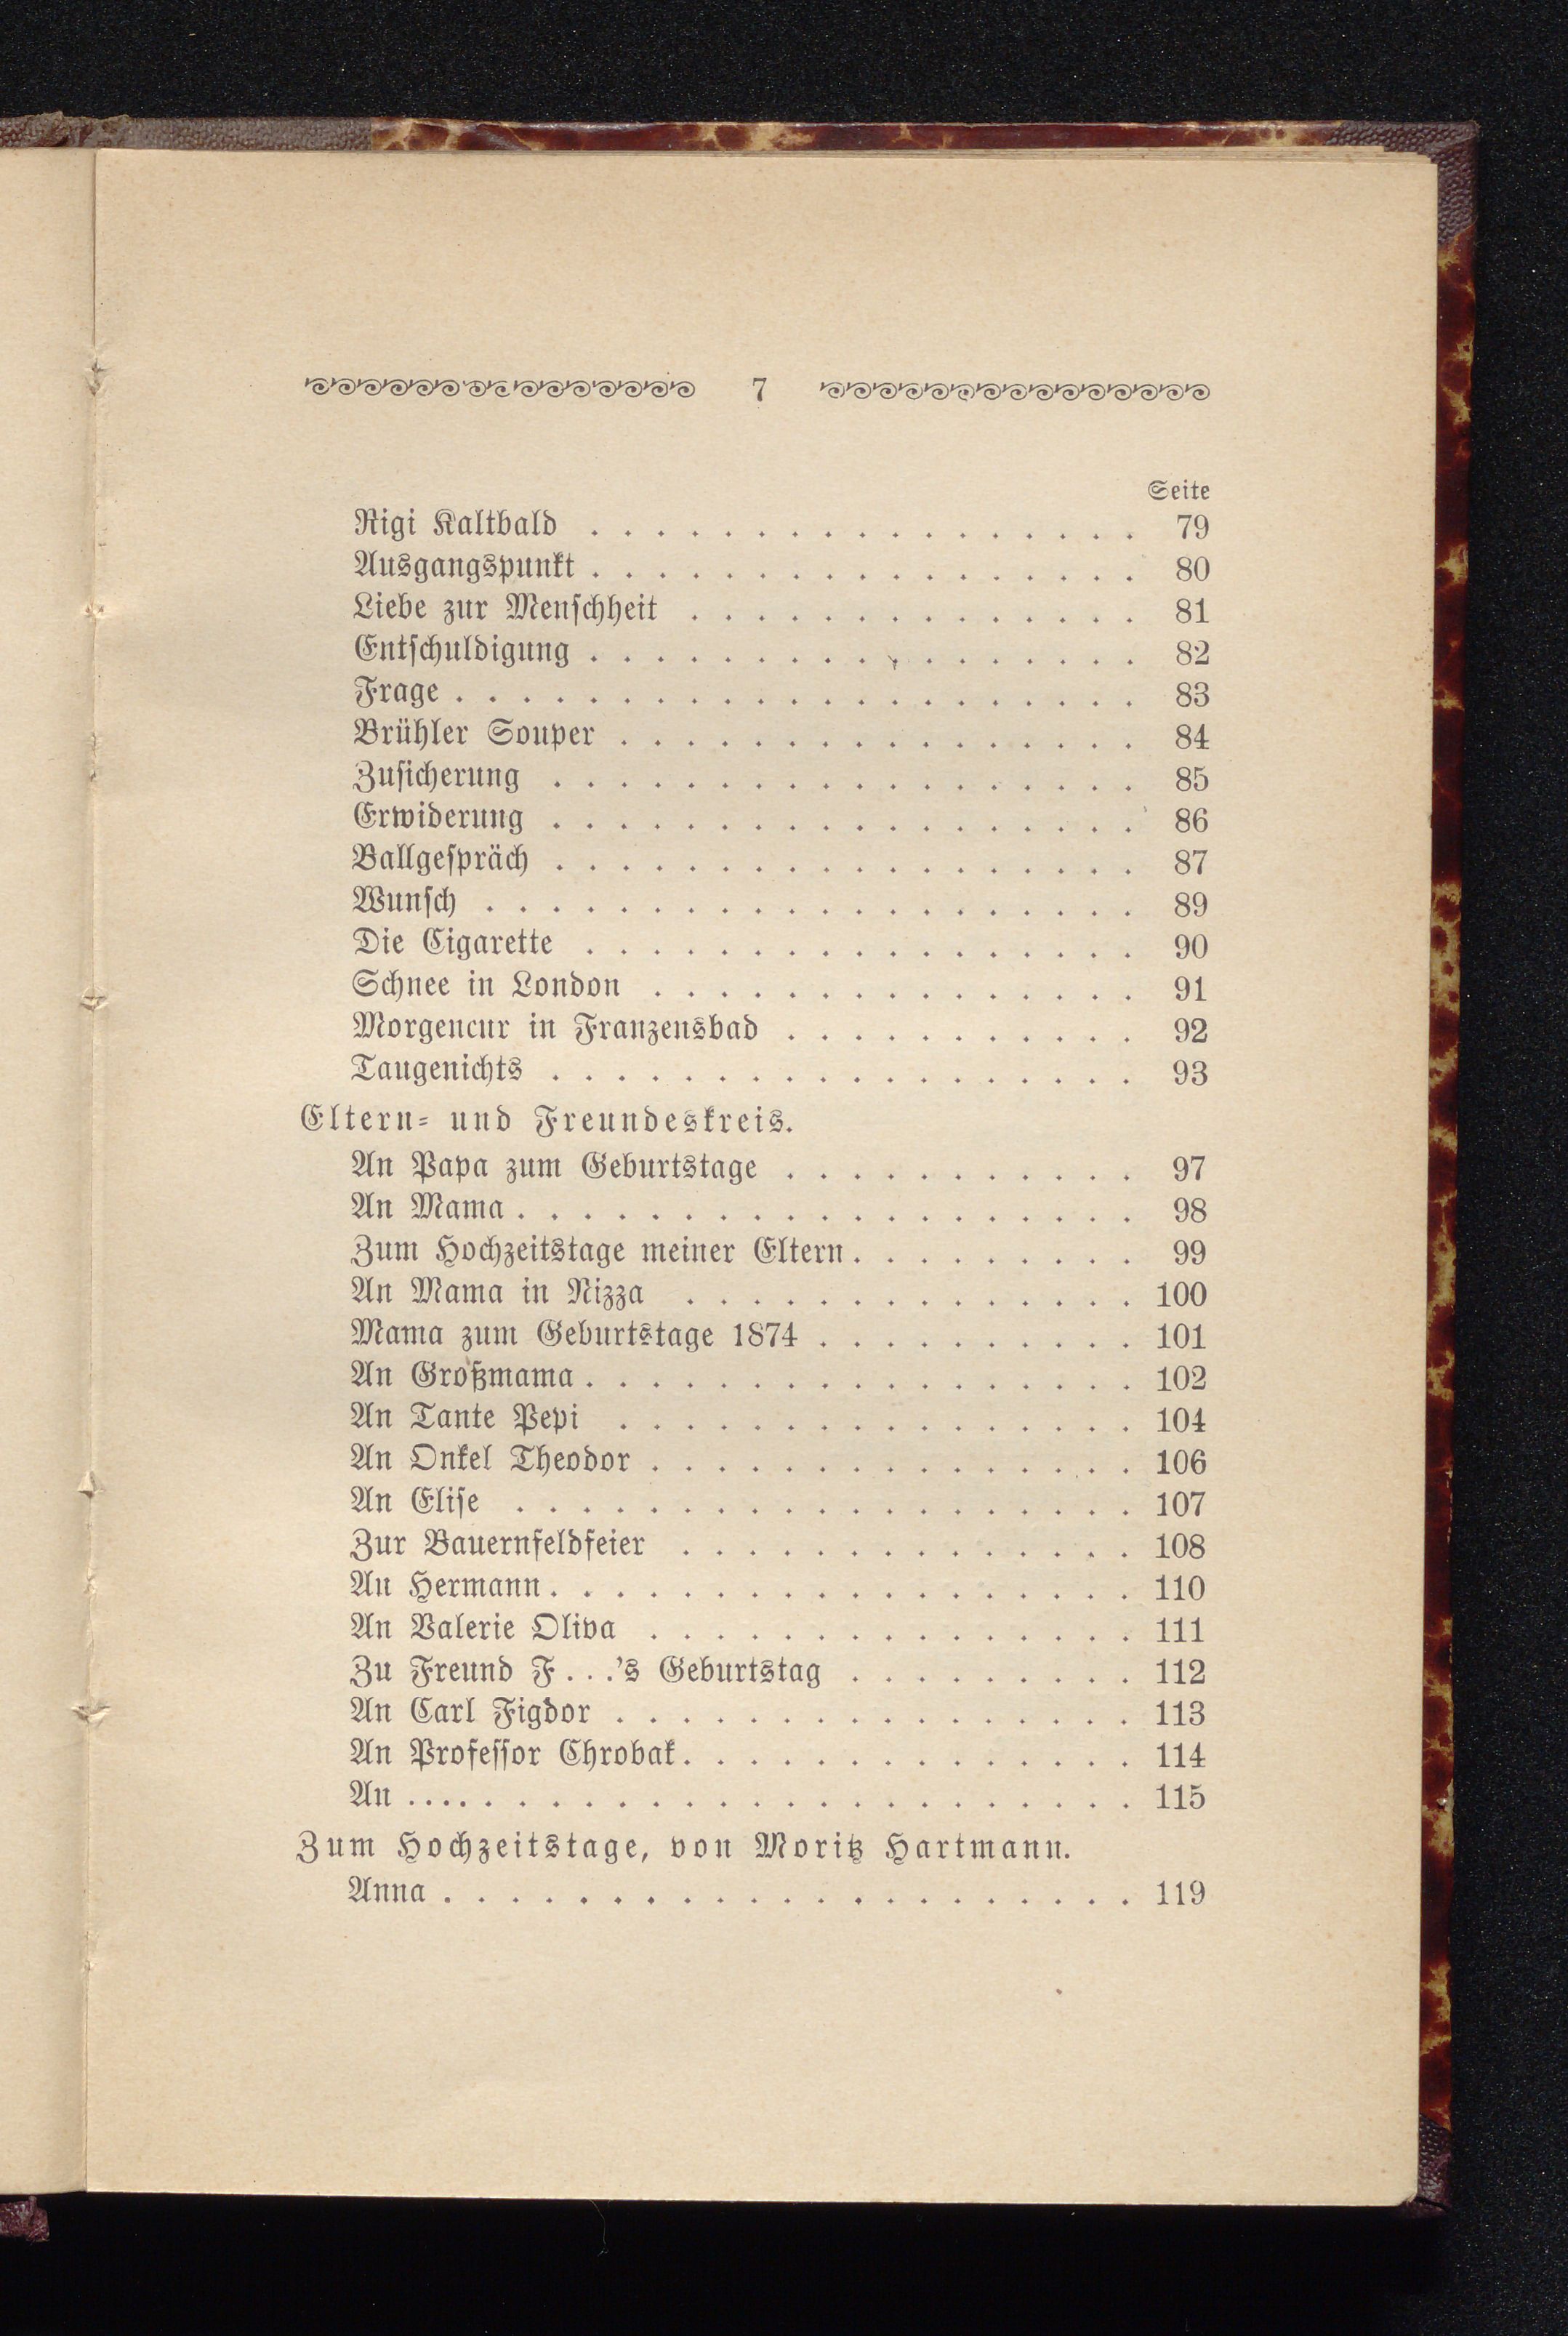 7
Seite
Rigi Kaltbald . . . . . . . . . . . . . . . . . 79
Ausgangspunkt . . . . . . . . . . . . . . . . . 80
Liebe zur Menschheit . . . . . . . . . . . . . . 81
Entschuldigung . . . . . . . . . . . . . . . . . 82
Frage . . . . . . . . . . . . . . . . . . . . . 83
Brühler Souper . . . . . . . . . . . . . . . . 84
Zusicherung . . . . . . . . . . . . . . . . . . 85
Erwiderung . . . . . . . . . . . . . . . . . . 86
Ballgespräch . . . . . . . . . . . . . . . . . . 87
Wunsch . . . . . . . . . . . . . . . . . . . . 89
Die Cigarette . . . . . . . . . . . . . . . . . 90
Schnee in London . . . . . . . . . . . . . . . 91
Morgencur in Franzensbad . . . . . . . . . . . 92
Taugenichts . . . . . . . . . . . . . . . . . . 93
Eltern- und Freundeskreis.
An Papa zum Geburtstage . . . . . . . . . . . 97
An Mama . . . . . . . . . . . . . . . . . . . 98
Zum Hochzeitstage meiner Eltern . . . . . . . . . 99
An Mama in Nizza . . . . . . . . . . . . . . 100
Mama zum Geburtstage 1874 . . . . . . . . . . 101
An Großmama . . . . . . . . . . . . . . . . . 102
An Tante Pepi . . . . . . . . . . . . . . . . 104
An Onkel Theodor . . . . . . . . . . . . . . . 106
An Elise . . . . . . . . . . . . . . . . . . . 107
Zur Bauernfeldfeier . . . . . . . . . . . . . . 108
An Hermann . . . . . . . . . . . . . . . . . . 110
An Valerie Oliva . . . . . . . . . . . . . . . 111
Zu Freund F . . .'s Geburtstag . . . . . . . . . 112
An Carl Figdor . . . . . . . . . . . . . . . . 113
An Professor Chrobak . . . . . . . . . . . . . . 114
An . . . . . . . . . . . . . . . . . . . . . . . 115
Zum Hochzeitstage, von Moritz Hartmann.
Anna . . . . . . . . . . . . . . . . . . . . . 119